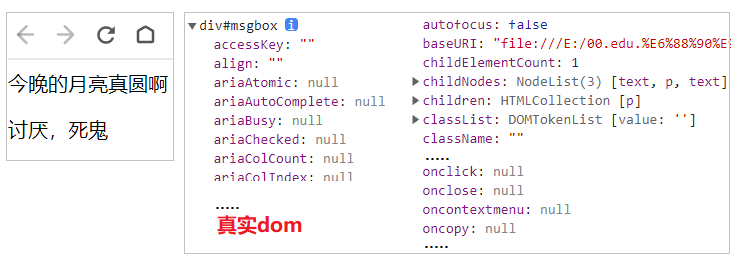 今晚的月亮真圆啊
讨厌，死鬼
div#msgbox i
accessKey: ""
align: ""
ariaAtomic: null
ariaAutoComplete: null
ariaBusy: null
ariaChecked: null
ariaColCount: null
ariaColIndex: null
.....
真实dom
autofocus: false
baseURI: "file:///E:/00.edu.%E6%88%90%E9
childElementCount: 1
childNodes: NodeList(3) [text, p, text]
children: HTMLCollection [p]
classList: DOMTokenList [value: '']
className: ""
.....
onclick: null
onclose: null
oncontextmenu: null
oncopy: null
.....